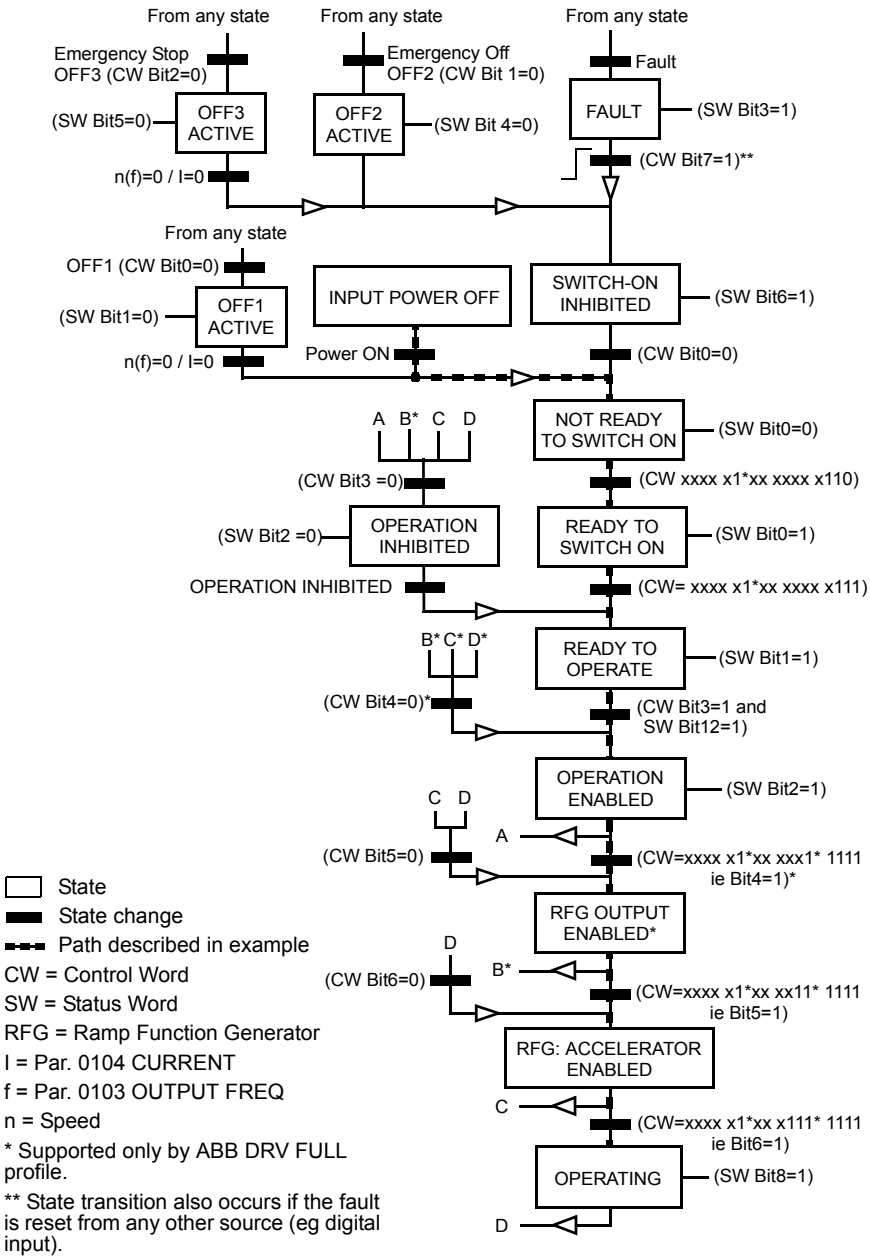 From any state
From any state
From any state
Emergency Stop
OFF3 (CW Bit2=0)
Emergency Off
OFF2 (CW Bit 1=0)
Fault
(SW Bit5=0)
OFF3
ACTIVE
OFF2
ACTIVE
(SW Bit 4=0)
FAULT
(SW Bit3=1)
n(f)=0 / I=0
(CW Bit7=1)**
From any state
OFF1 (CW Bit0=0)
(SW Bit1=0)
OFF1
ACTIVE
INPUT POWER OFF
SWITCH-ON
INHIBITED
(SW Bit6=1)
n(f)=0 / I=0
Power ON
(CW Bit0=0)
A B* C D
NOT READY
TO SWITCH ON
(SW Bit0=0)
(CW Bit3 =0)
(CW xxxx x1*xx xxxx x110)
(SW Bit2 =0)
OPERATION
INHIBITED
READY TO
SWITCH ON
(SW Bit0=1)
OPERATION INHIBITED
(CW= xxxx x1*xx xxxx x111)
B* C* D*
READY TO
OPERATE
(SW Bit1=1)
(CW Bit4=0)*
(CW Bit3=1 and
SW Bit12=1)
OPERATION
ENABLED
(SW Bit2=1)
C D
A
(CW Bit5=0)
(CW=xxxx x1*xx xxx1* 1111
ie Bit4=1)*
RFG OUTPUT
ENABLED*
D
B*
(CW Bit6=0)
(CW=xxxx x1*xx xx11* 1111
ie Bit5=1)
RFG: ACCELERATOR
ENABLED
C
(CW=xxxx x1*xx x111* 1111
ie Bit6=1)
OPERATING
(SW Bit8=1)
D
State
State change
Path described in example
CW = Control Word
SW = Status Word
RFG = Ramp Function Generator
I = Par. 0104 CURRENT
f = Par. 0103 OUTPUT FREQ
n = Speed
* Supported only by ABB DRV FULL
profile.
** State transition also occurs if the fault
is reset from any other source (eg digital
input).